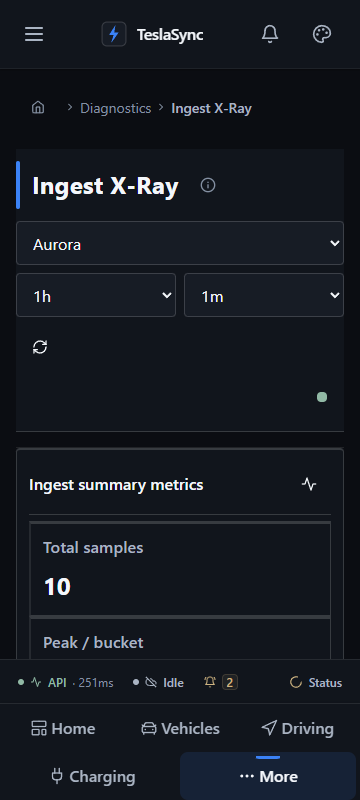 TeslaSync
Diagnostics Ingest X-Ray
Ingest X-Ray
Aurora
1h 1m
Ingest summary metrics
Total samples
10
Peak / bucket
API · 251ms Idle 2 Status
Home Vehicles Driving
Charging More